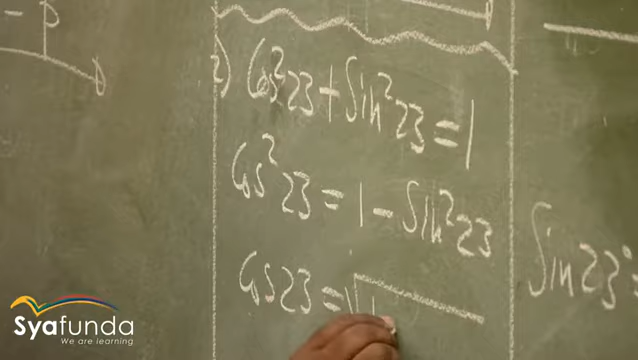 - P
2) Cos²23 + Sin²23 = 1
Cos²23 = 1 - Sin²23
Cos23 = √1
Sin23° =
Syafunda
We are learning